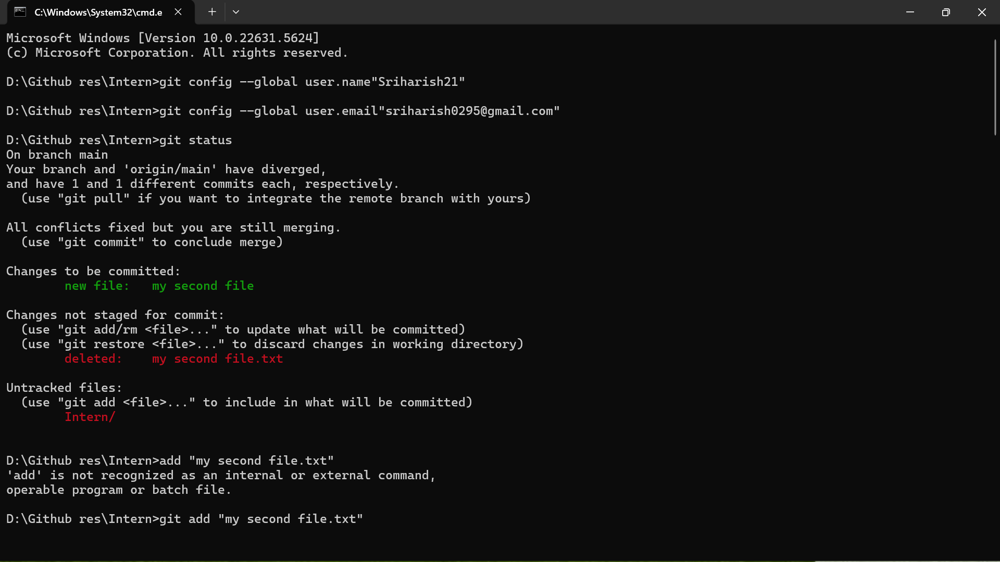 C:\Windows\System32\cmd.e
Microsoft Windows [Version 10.0.22631.5624]
(c) Microsoft Corporation. All rights reserved.
D:\Github res\Intern>git config --global user.name"Sriharish21"
D:\Github res\Intern>git config --global user.email"sriharish0295@gmail.com"
D:\Github res\Intern>git status
On branch main
Your branch and 'origin/main' have diverged,
and have 1 and 1 different commits each, respectively.
  (use "git pull" if you want to integrate the remote branch with yours)
All conflicts fixed but you are still merging.
  (use "git commit" to conclude merge)
Changes to be committed:
        new file:   my second file
Changes not staged for commit:
  (use "git add/rm <file>..." to update what will be committed)
  (use "git restore <file>..." to discard changes in working directory)
        deleted:    my second file.txt
Untracked files:
  (use "git add <file>..." to include in what will be committed)
        Intern/
D:\Github res\Intern>add "my second file.txt"
'add' is not recognized as an internal or external command,
operable program or batch file.
D:\Github res\Intern>git add "my second file.txt"